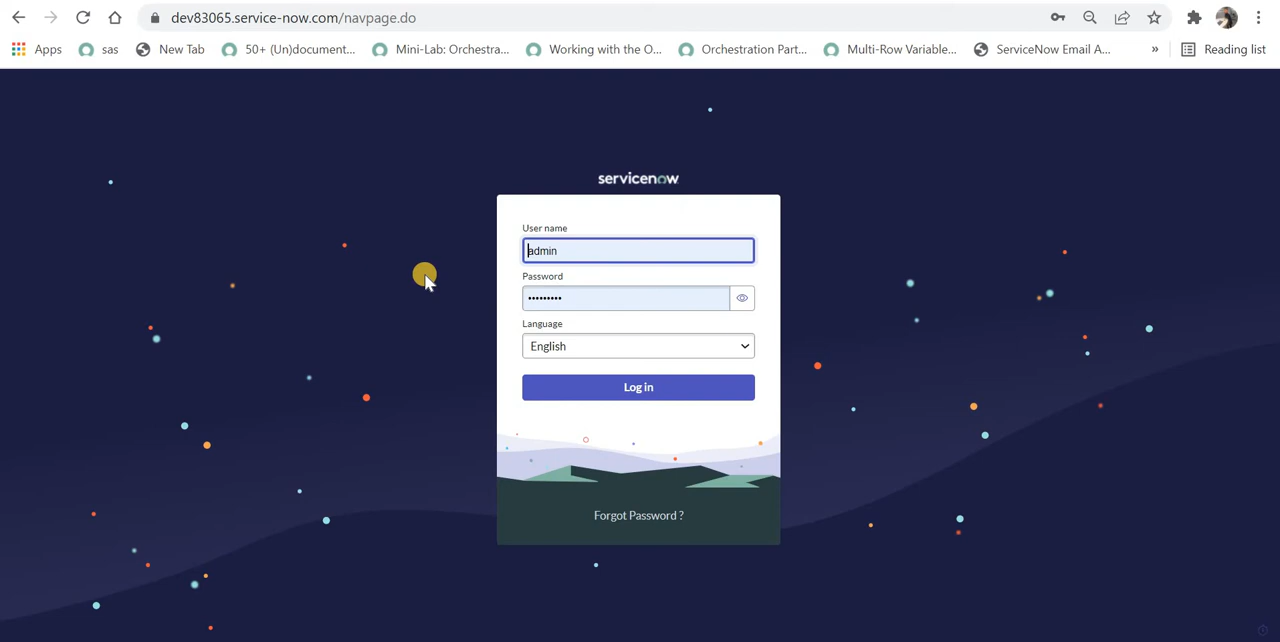 dev83065.service-now.com/navpage.do
Apps sas New Tab 50+ (Un)document... Mini-Lab: Orchestra... Working with the O... Orchestration Part... Multi-Row Variable... ServiceNow Email A... » Reading list
servicenow
User name
admin
Password
•••••••••
Language
English
Log in
Forgot Password ?